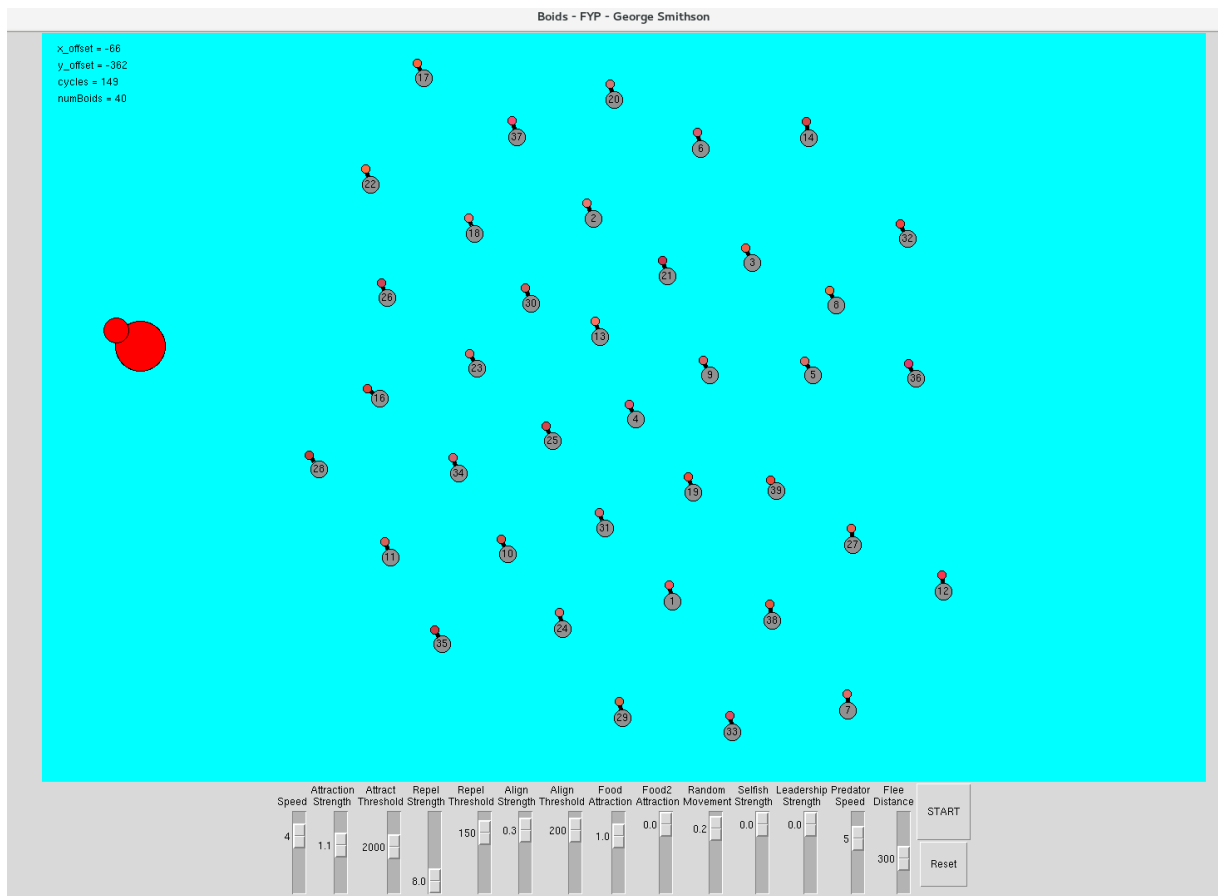 Boids - FYP - George Smithson
x_offset = -66
y_offset = -362
cycles = 149
numBoids = 40
17
20
37
6
14
22
2
18
32
3
21
26
30
8
13
23
9
5
36
16
4
25
28
34
19
39
31
27
11
10
12
1
38
24
35
7
29
33
Speed
4
Attraction
Strength
1.1
Attract
Threshold
2000
Repel
Strength
8.0
Repel
Threshold
150
Align
Strength
0.3
Align
Threshold
200
Food
Attraction
1.0
Food2
Attraction
0.0
Random
Movement
0.2
Selfish
Strength
0.0
Leadership
Strength
0.0
Predator
Speed
5
Flee
Distance
300
START
Reset